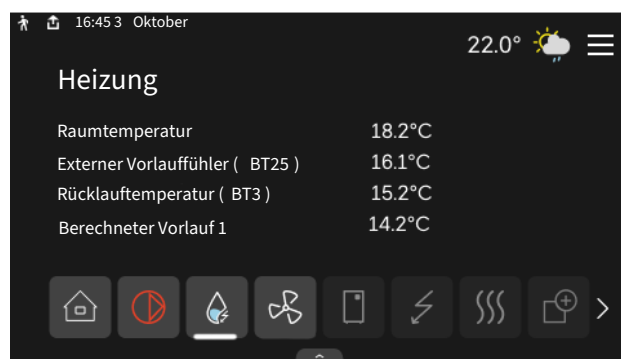 16:45 3 Oktober
22.0°
Heizung
Raumtemperatur 18.2°C
Externer Vorlauffühler ( BT25 ) 16.1°C
Rücklauftemperatur ( BT3 ) 15.2°C
Berechneter Vorlauf 1 14.2°C